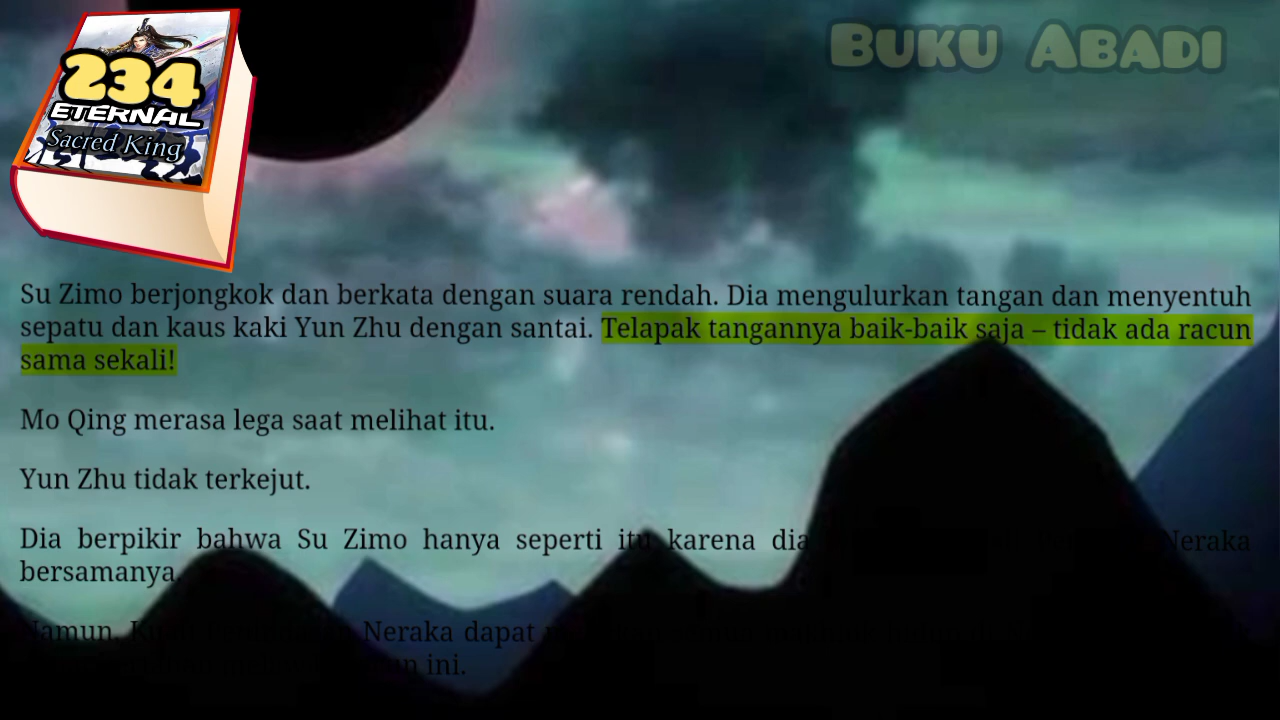 Buku Abadi
234
ETERNAL
Sacred King
Su Zimo berjongkok dan berkata dengan suara rendah. Dia mengulurkan tangan dan menyentuh
sepatu dan kaus kaki Yun Zhu dengan santai. Telapak tangannya baik-baik saja – tidak ada racun
sama sekali!
Mo Qing merasa lega saat melihat itu.
Yun Zhu tidak terkejut.
Dia berpikir bahwa Su Zimo hanya seperti itu karena dia Neraka
bersamanya.
Namun, Neraka dapat
ini.